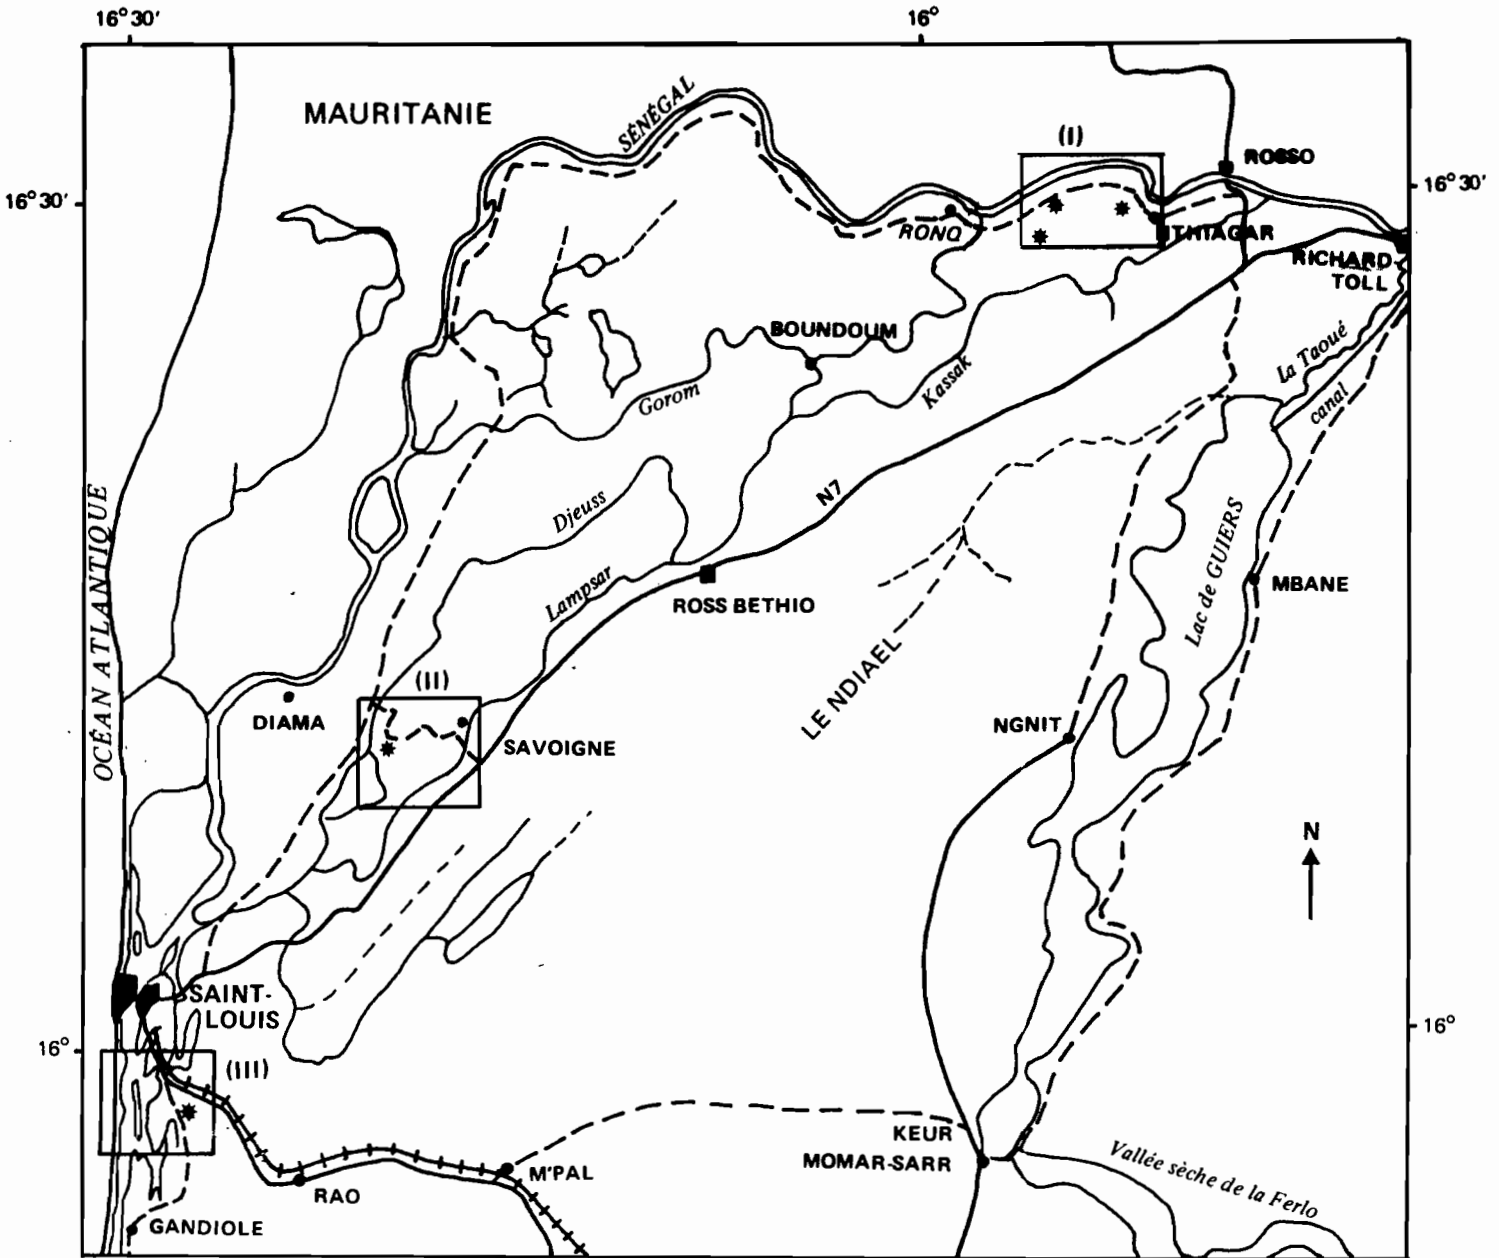 16°30'
16°
MAURITANIE
SÉNÉGAL
(I)
ROSSO
16°30'
16°30'
RONQ
NTHIAGAR
RICHARD-
TOLL
BOUNDOUM
La Taoué
Kassak
Gorom
canal
N7
Djeuss
OCÉAN ATLANTIQUE
Lac de GUIERS
MBANE
Lampsar
ROSS BETHIO
LE NDIAEL
(II)
DIAMA
NGNIT
SAVOIGNE
N
SAINT-
LOUIS
16°
16°
(III)
KEUR
MOMAR-SARR
M'PAL
Vallée sèche de la Ferlo
RAO
GANDIOLE